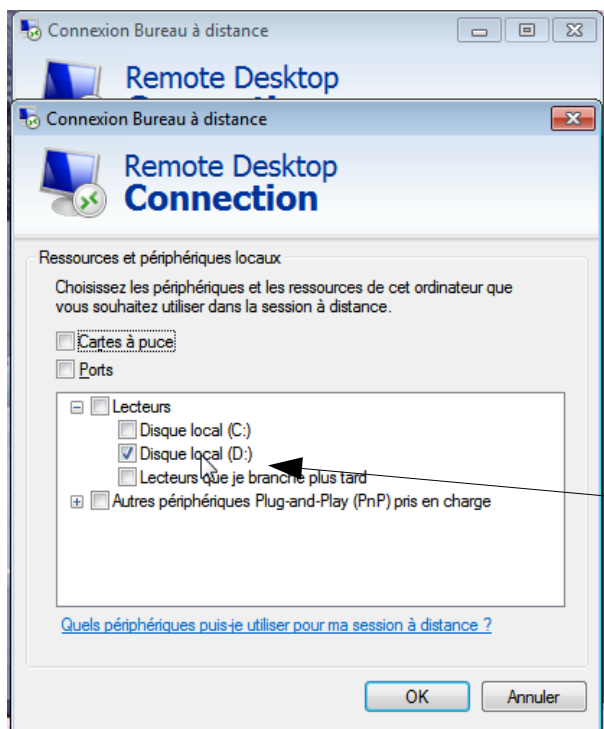 Connexion Bureau à distance
Remote Desktop
Connexion Bureau à distance
Remote Desktop
Connection
Ressources et périphériques locaux
Choisissez les périphériques et les ressources de cet ordinateur que
vous souhaitez utiliser dans la session à distance.
Cartes à puce
Ports
Lecteurs
Disque local (C:)
Disque local (D:)
Lecteurs que je branche plus tard
Autres périphériques Plug-and-Play (PnP) pris en charge
Quels périphériques puis-je utiliser pour ma session à distance ?
OK Annuler